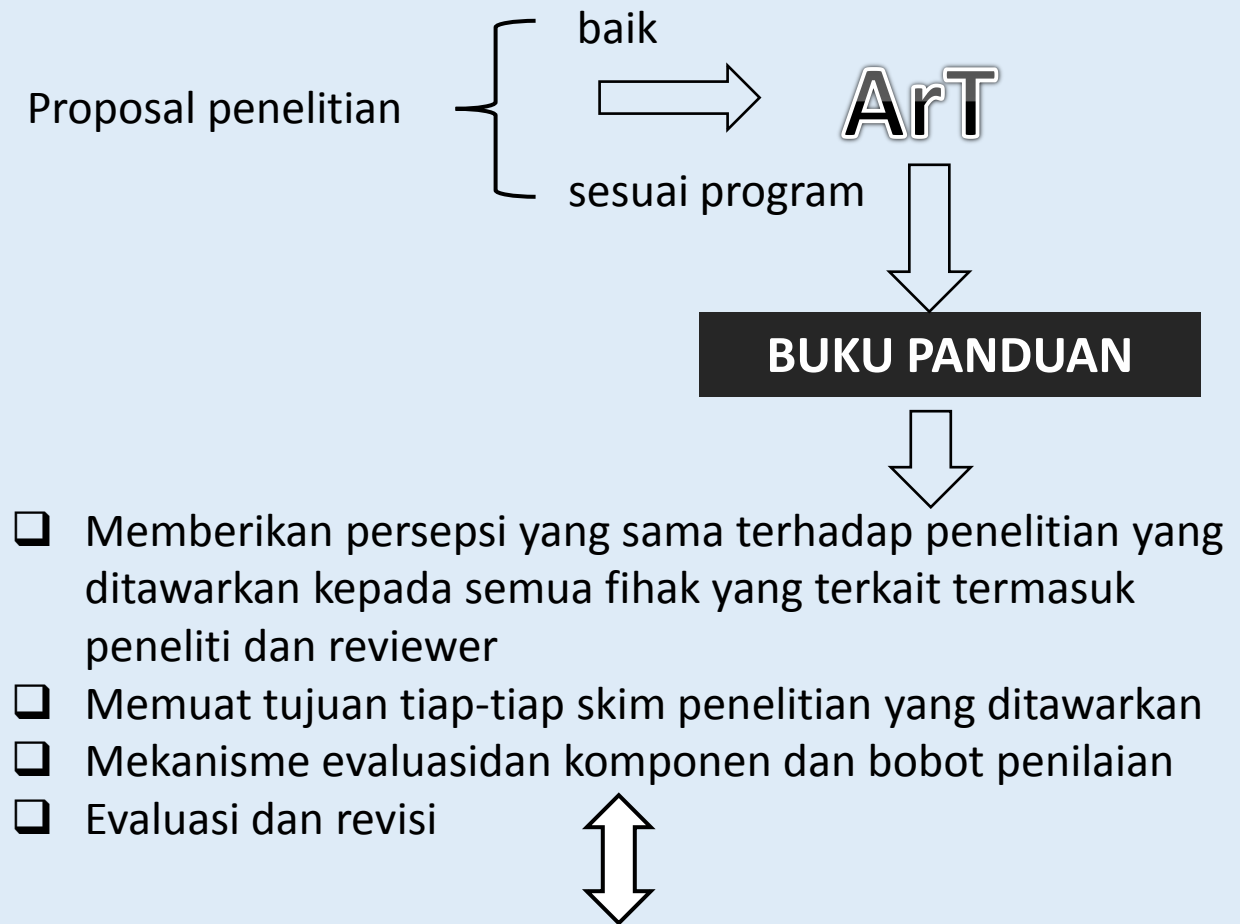 baik
Proposal penelitian
ArT
sesuai program
BUKU PANDUAN
Memberikan persepsi yang sama terhadap penelitian yang
ditawarkan kepada semua fihak yang terkait termasuk
peneliti dan reviewer
Memuat tujuan tiap-tiap skim penelitian yang ditawarkan
Mekanisme evaluasidan komponen dan bobot penilaian
Evaluasi dan revisi